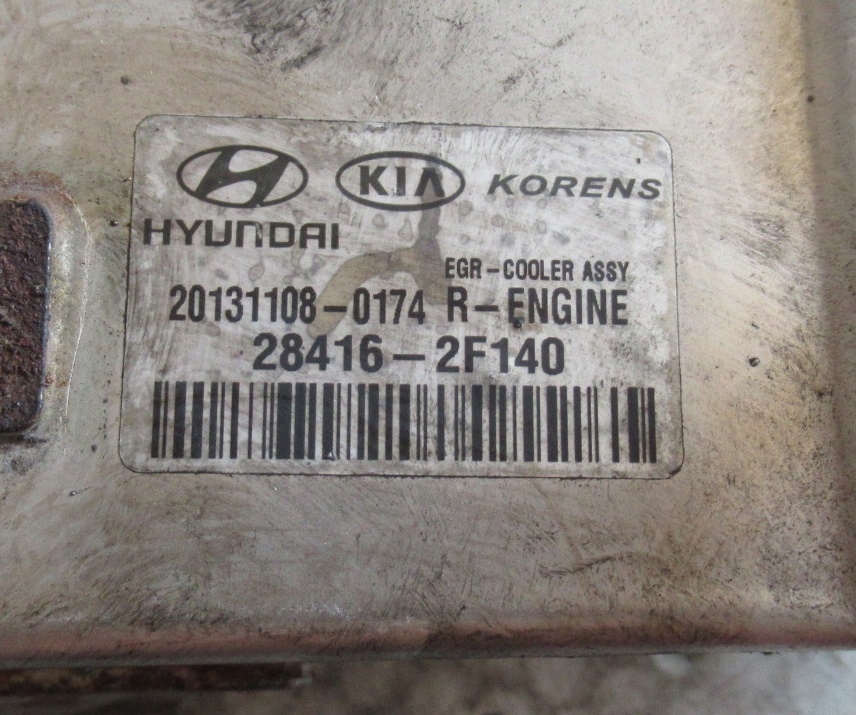 KIA KORENS
HYUNDAI
EGR-COOLER ASSY
20131108-0174 R-ENGINE
28416-2F140